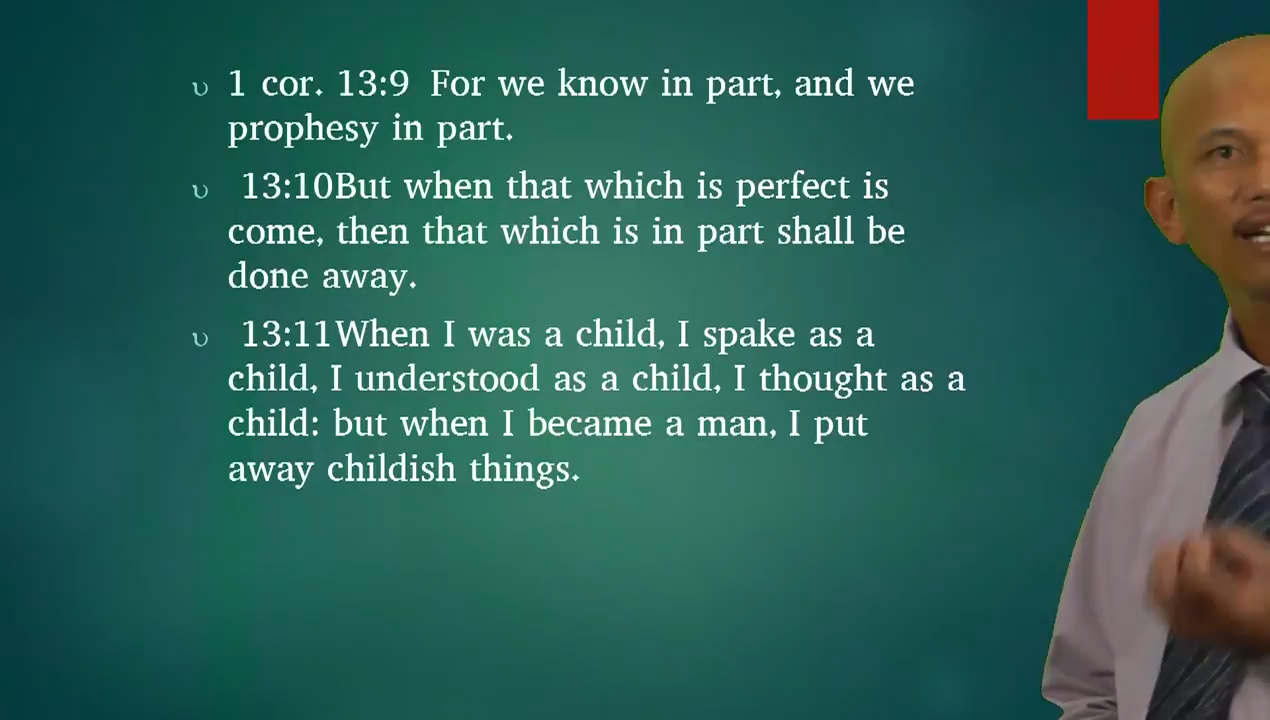 υ 1 cor. 13:9 For we know in part, and we
prophesy in part.
υ 13:10But when that which is perfect is
come, then that which is in part shall be
done away.
υ 13:11When I was a child, I spake as a
child, I understood as a child, I thought as a
child: but when I became a man, I put
away childish things.